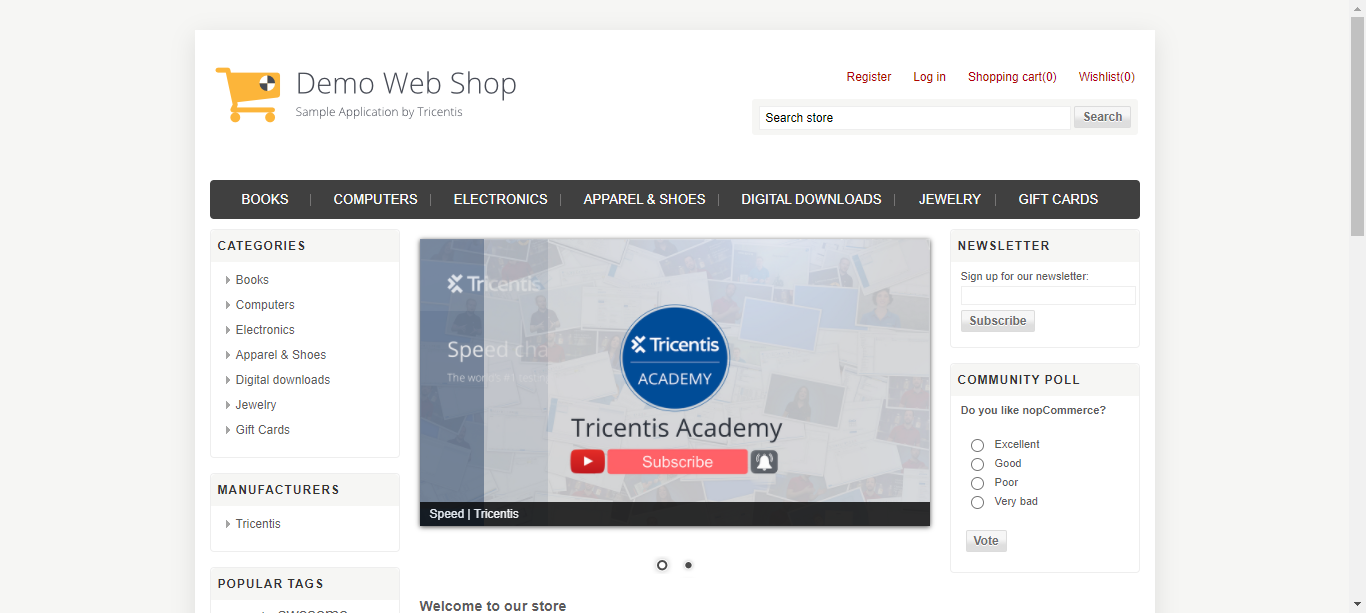 Demo Web Shop
Sample Application by Tricentis
Register Log in Shopping cart(0) Wishlist(0)
Search store Search
BOOKS COMPUTERS ELECTRONICS APPAREL & SHOES DIGITAL DOWNLOADS JEWELRY GIFT CARDS
CATEGORIES
Books
Computers
Electronics
Apparel & Shoes
Digital downloads
Jewelry
Gift Cards
MANUFACTURERS
Tricentis
POPULAR TAGS
Tricentis
Speed cha
The world's #1
Tricentis
ACADEMY
Tricentis Academy
Subscribe
Speed | Tricentis
Welcome to our store
NEWSLETTER
Sign up for our newsletter:
Subscribe
COMMUNITY POLL
Do you like nopCommerce?
Excellent
Good
Poor
Very bad
Vote